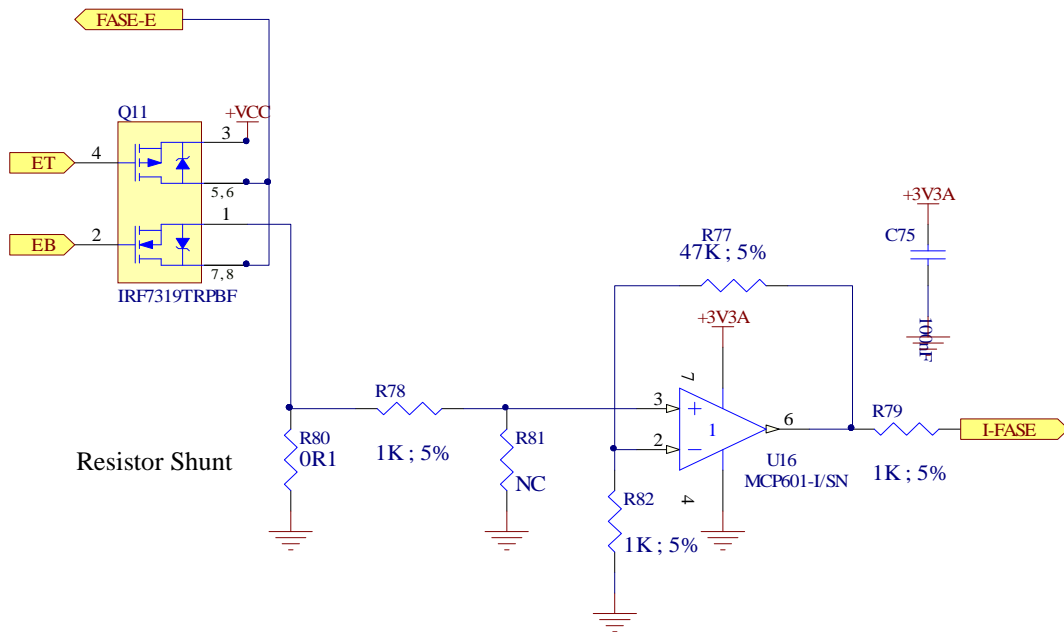 FASE-E
Q11
+VCC
3
ET
4
5,6
1
EB
2
7,8
IRF7319TRPBF
+3V3A
C75
100nF
R77
47K ; 5%
+3V3A
7
R78
1K ; 5%
3
+
2
−
1
6
4
U16
MCP601-I/SN
R79
1K ; 5%
I-FASE
Resistor Shunt
R80
0R1
R81
NC
R82
1K ; 5%